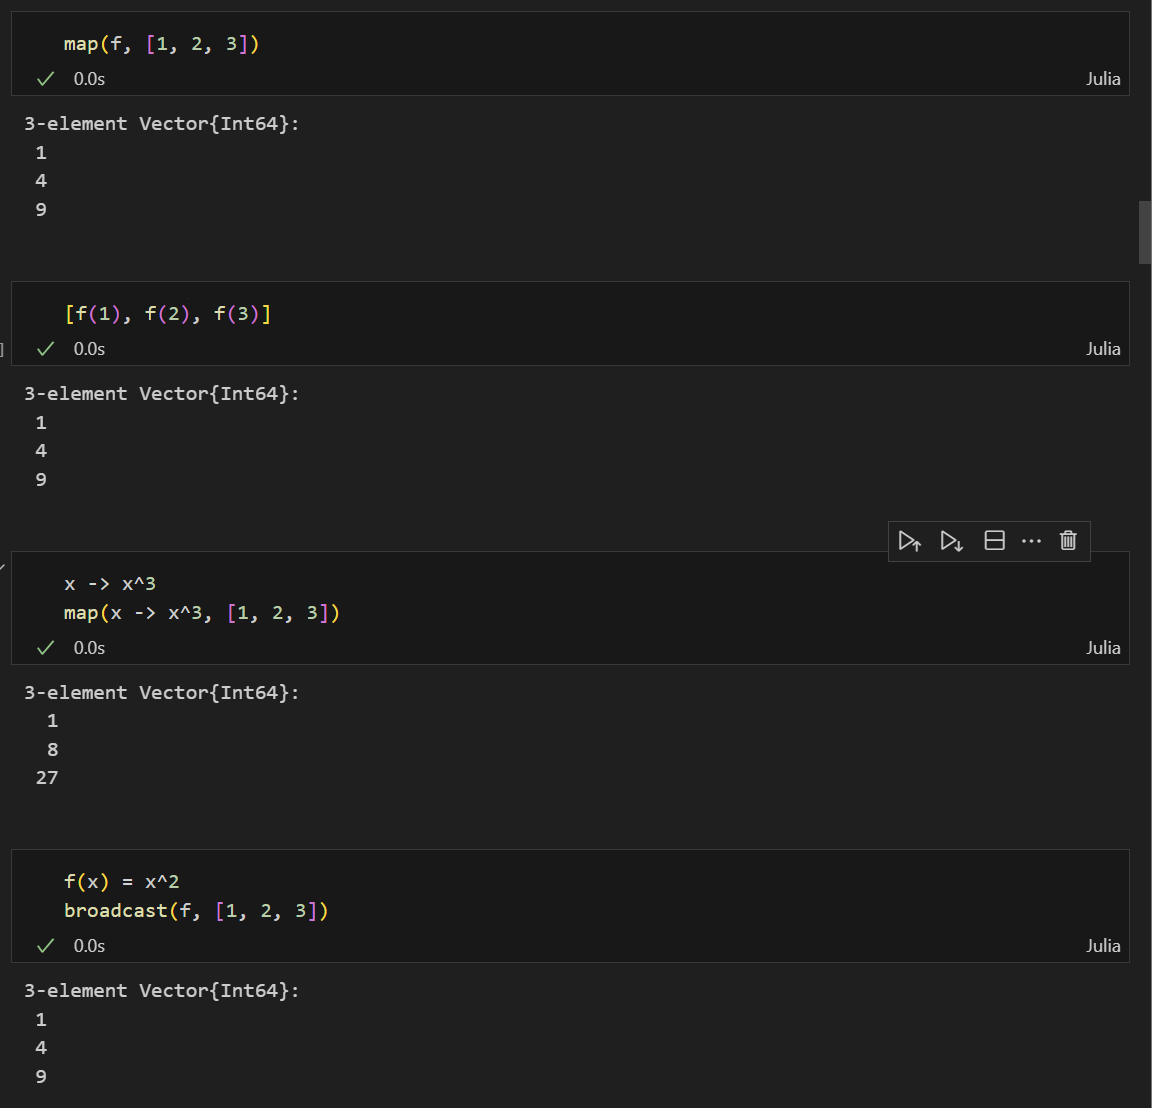 map(f, [1, 2, 3])
0.0s
Julia
3-element Vector{Int64}:
1
4
9
[f(1), f(2), f(3)]
]
0.0s
Julia
3-element Vector{Int64}:
1
4
9
x -> x^3
map(x -> x^3, [1, 2, 3])
0.0s
Julia
3-element Vector{Int64}:
1
8
27
f(x) = x^2
broadcast(f, [1, 2, 3])
0.0s
Julia
3-element Vector{Int64}:
1
4
9